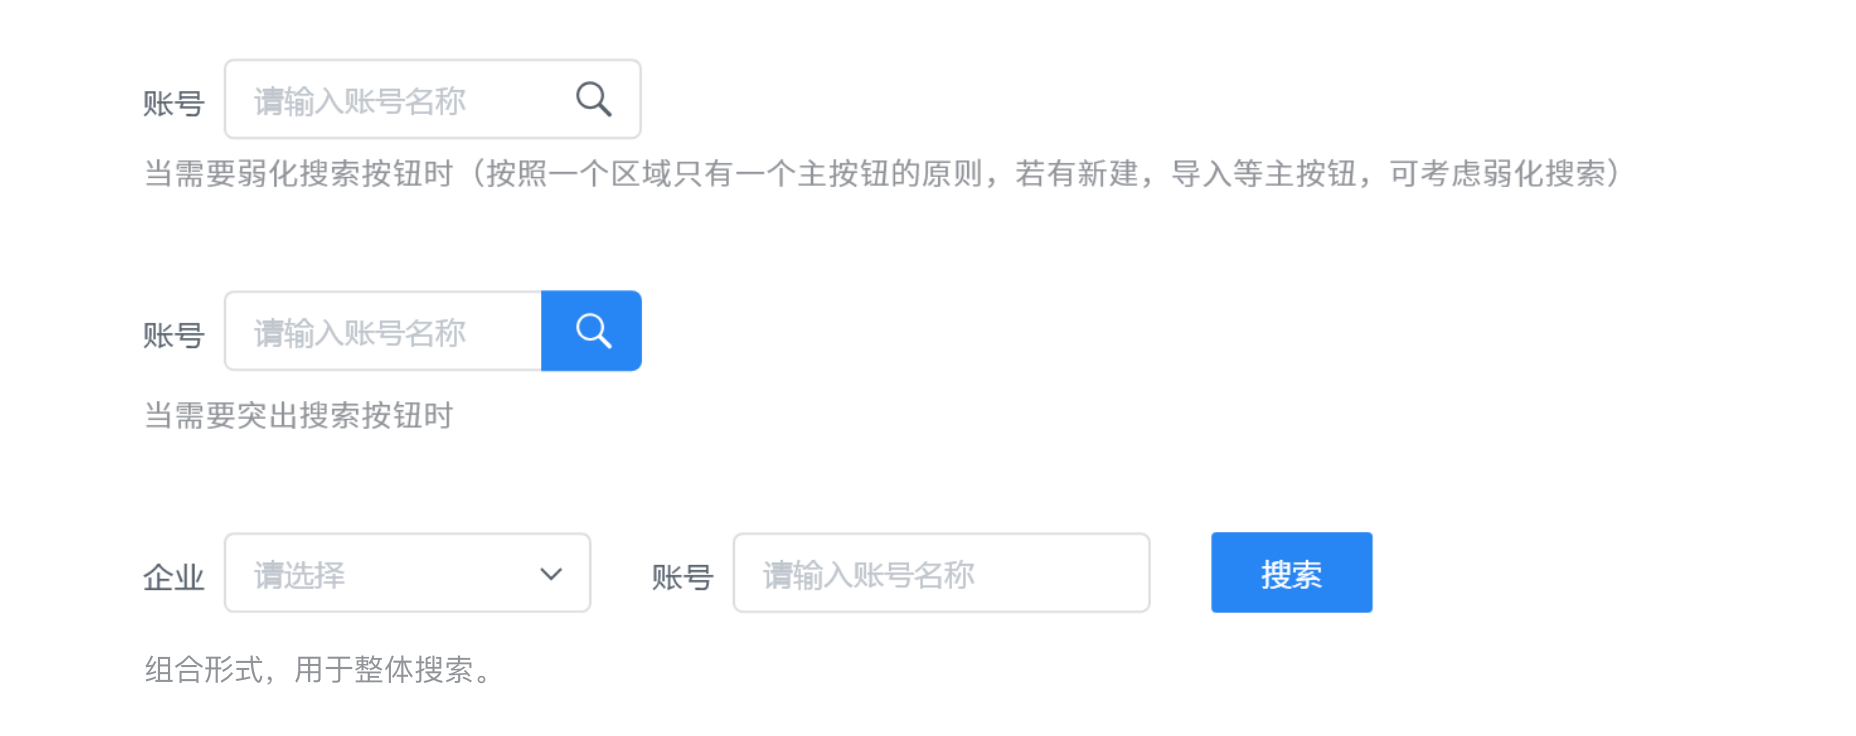 账号 请输入账号名称
当需要弱化搜索按钮时（按照一个区域只有一个主按钮的原则，若有新建，导入等主按钮，可考虑弱化搜索）
账号 请输入账号名称
当需要突出搜索按钮时
企业 请选择 账号 请输入账号名称 搜索
组合形式，用于整体搜索。